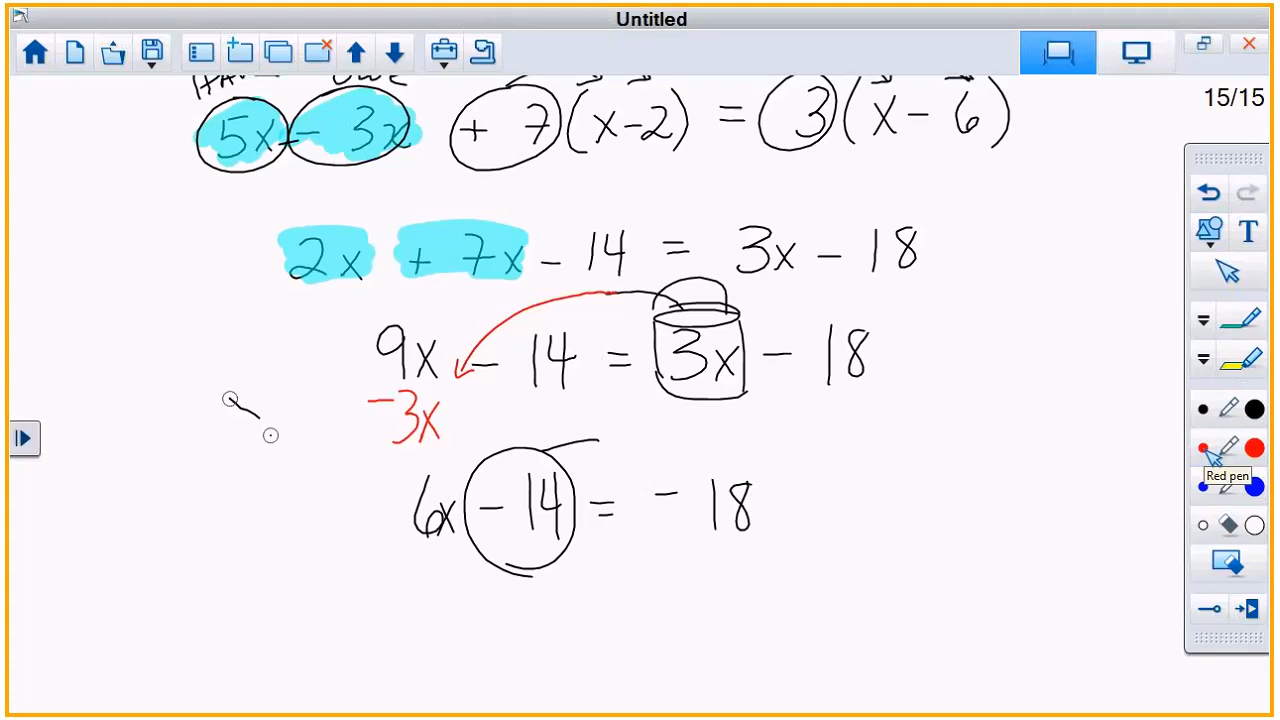 Untitled
15/15
5x - 3x + 7(x-2) = 3(x - 6)
2x + 7x - 14 = 3x - 18
9x - 14 = 3x - 18
-3x
6x - 14 = - 18
Red pen
T